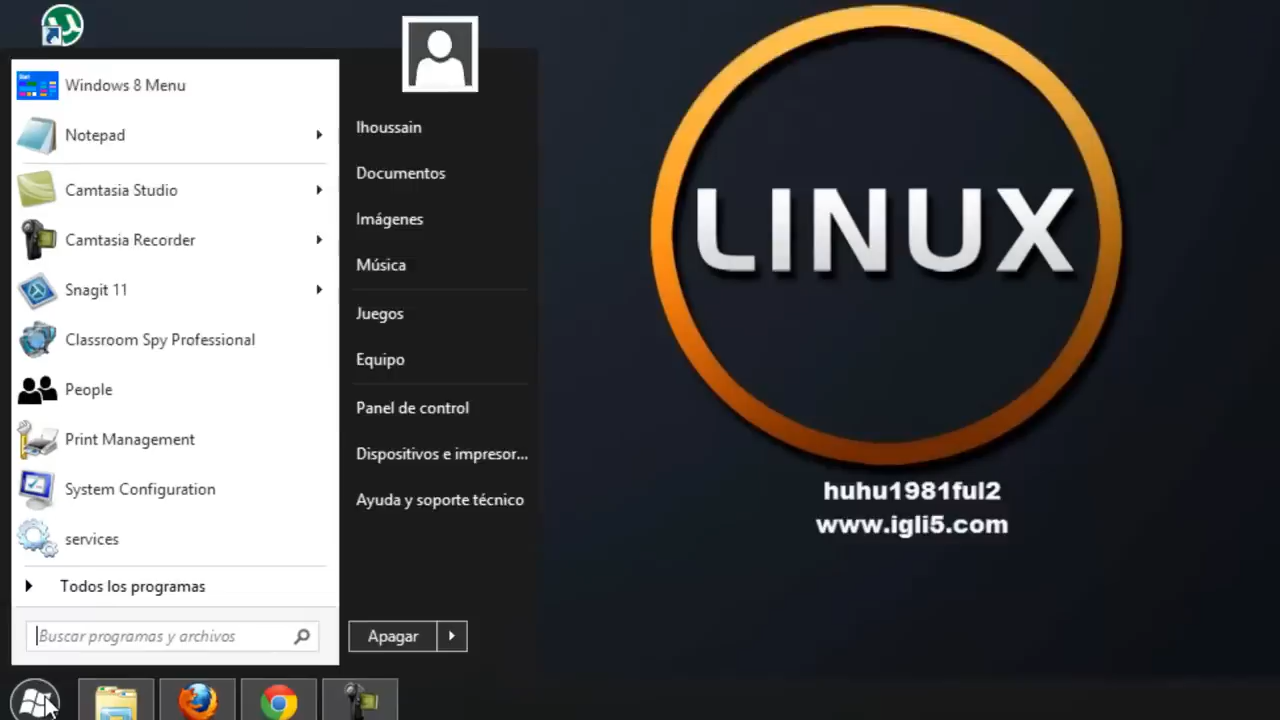 Windows 8 Menu
Notepad
Camtasia Studio
Camtasia Recorder
Snagit 11
Classroom Spy Professional
People
Print Management
System Configuration
services
Todos los programas
Buscar programas y archivos
lhoussain
Documentos
Imágenes
Música
Juegos
Equipo
Panel de control
Dispositivos e impresor...
Ayuda y soporte técnico
Apagar
LINUX
huhu1981ful2
www.igli5.com